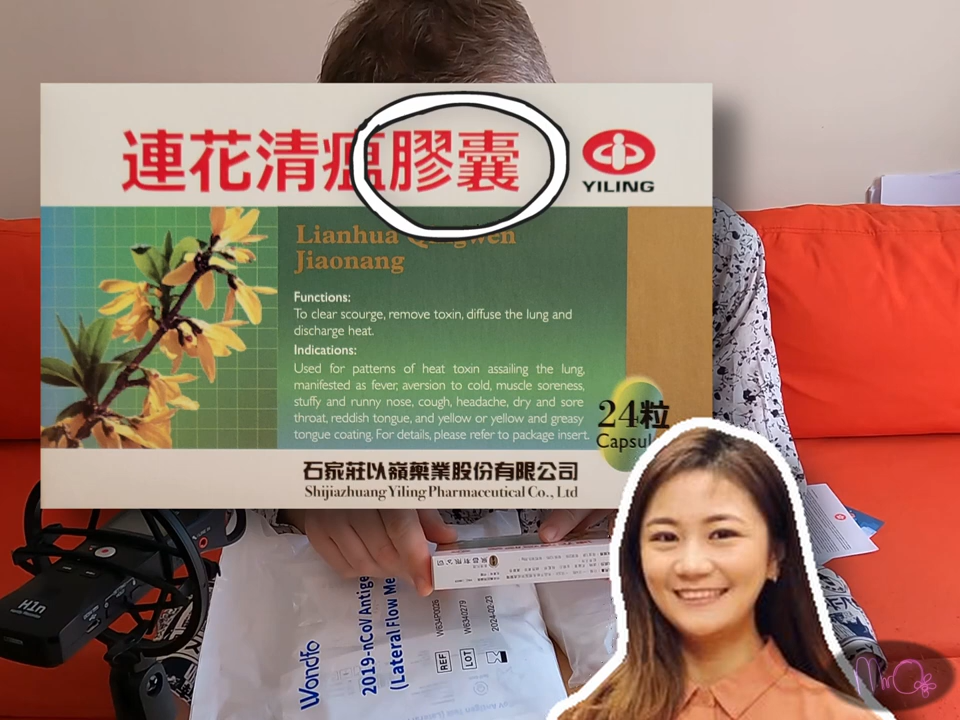 連花清瘟膠囊
YILING
Lianhua Qingwen
Jiaonang
Functions:
To clear scourge, remove toxin, diffuse the lung and
discharge heat.
Indications:
Used for patterns of heat toxin assailing the lung,
manifested as fever, aversion to cold, muscle soreness,
stuffy and runny nose, cough, headache, dry and sore
throat, reddish tongue, and yellow or yellow and greasy
tongue coating. For details, please refer to package insert.
24粒
石家莊以嶺藥業股份有限公司
Shijiazhuang Yiling Pharmaceutical Co., Ltd
H1n
Wondfo
2019-nCoV Antige
(Lateral Flow Me
REF W634P0026
LOT W6340279
2024-02-23